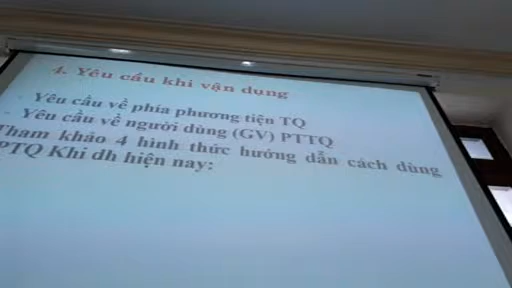 4. Yêu cầu khi vận dụng
- Yêu cầu về phía phương tiện TQ
- Yêu cầu về người dùng (GV) PTTQ
Tham khảo 4 hình thức hướng dẫn cách dùng
PTQ Khi dh hiện nay: